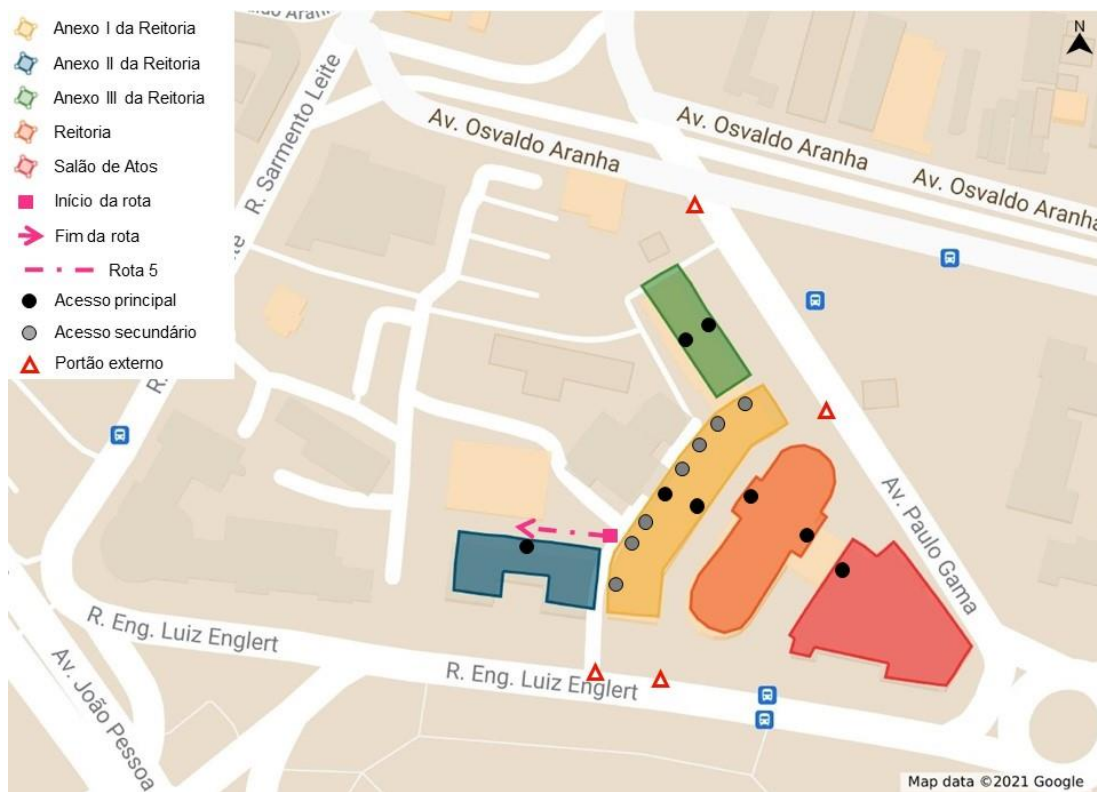 Anexo I da Reitoria
Anexo II da Reitoria
Anexo III da Reitoria
Reitoria
Salão de Atos
Início da rota
Fim da rota
Rota 5
Acesso principal
Acesso secundário
Portão externo
N
R. Sarmento Leite
Av. Osvaldo Aranha
Av. Osvaldo Aranha
Av. Osvaldo Aranha
Av. Paulo Gama
R. Eng. Luiz Englert
R. Eng. Luiz Englert
Av. João Pessoa
Map data ©2021 Google